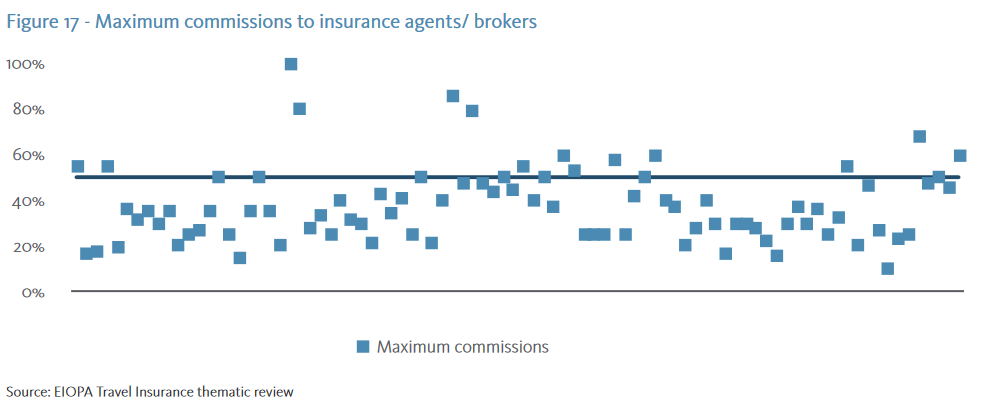 Figure 17 - Maximum commissions to insurance agents/ brokers
100%
80%
60%
40%
20%
0%
Maximum commissions
Source: EIOPA Travel Insurance thematic review